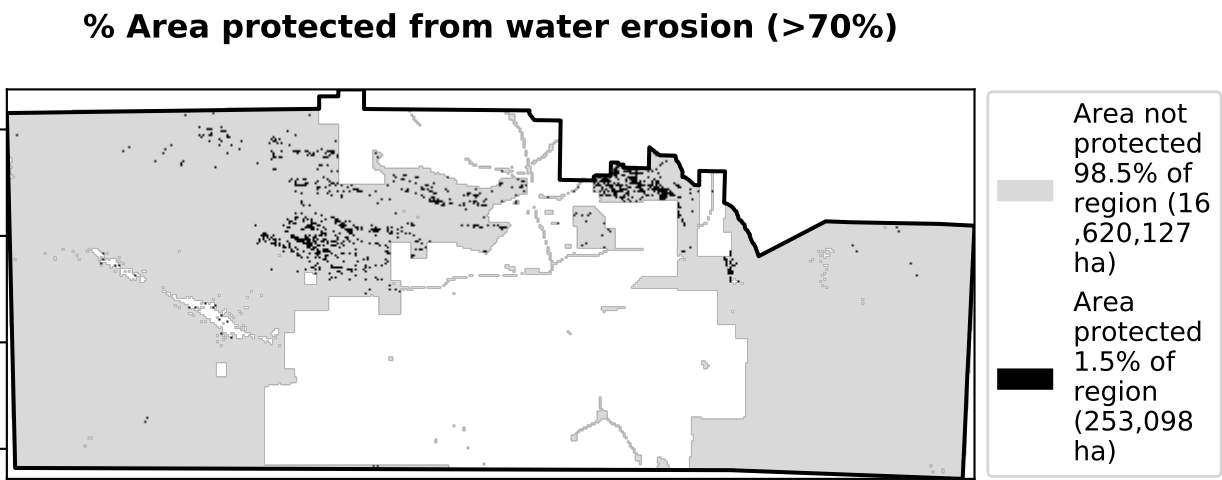 % Area protected from water erosion (>70%)
Area not
protected
98.5% of
region (16
,620,127
ha)
Area
protected
1.5% of
region
(253,098
ha)